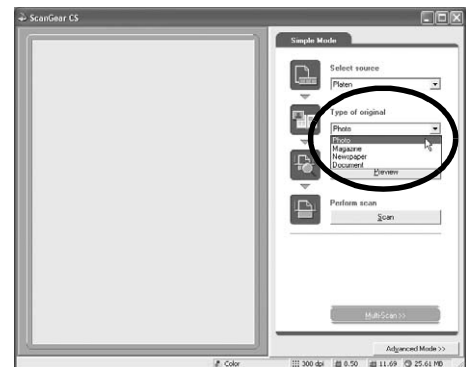 ScanGear CS
Simple Mode
Select source
Platen
Type of original
Photo
Photo
Magazine
Newspaper
Document
Preview
Perform scan
Scan
Multi-Scan >>
Advanced Mode >>
Color 300 dpi 8.50 11.69 25.61 MB